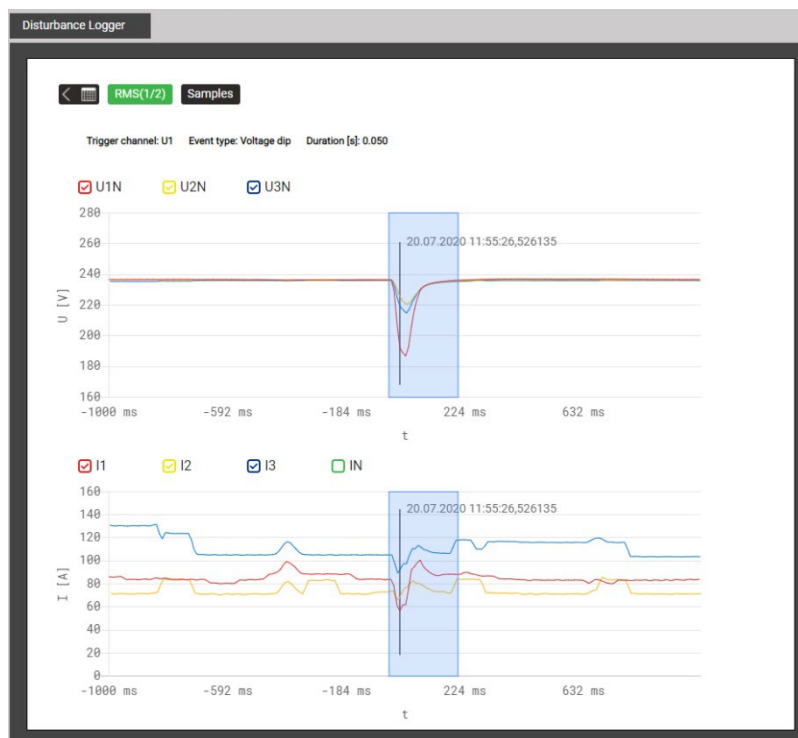 Disturbance Logger
RMS(1/2) Samples
Trigger channel: U1 Event type: Voltage dip Duration [s]: 0.050
U1N U2N U3N
280
260
240
220
200
180
160
U [V]
20.07.2020 11:55:26,526135
-1000 ms -592 ms -184 ms 224 ms 632 ms
t
I1 I2 I3 IN
160
140
120
100
80
60
40
20
0
I [A]
20.07.2020 11:55:26,526135
-1000 ms -592 ms -184 ms 224 ms 632 ms
t